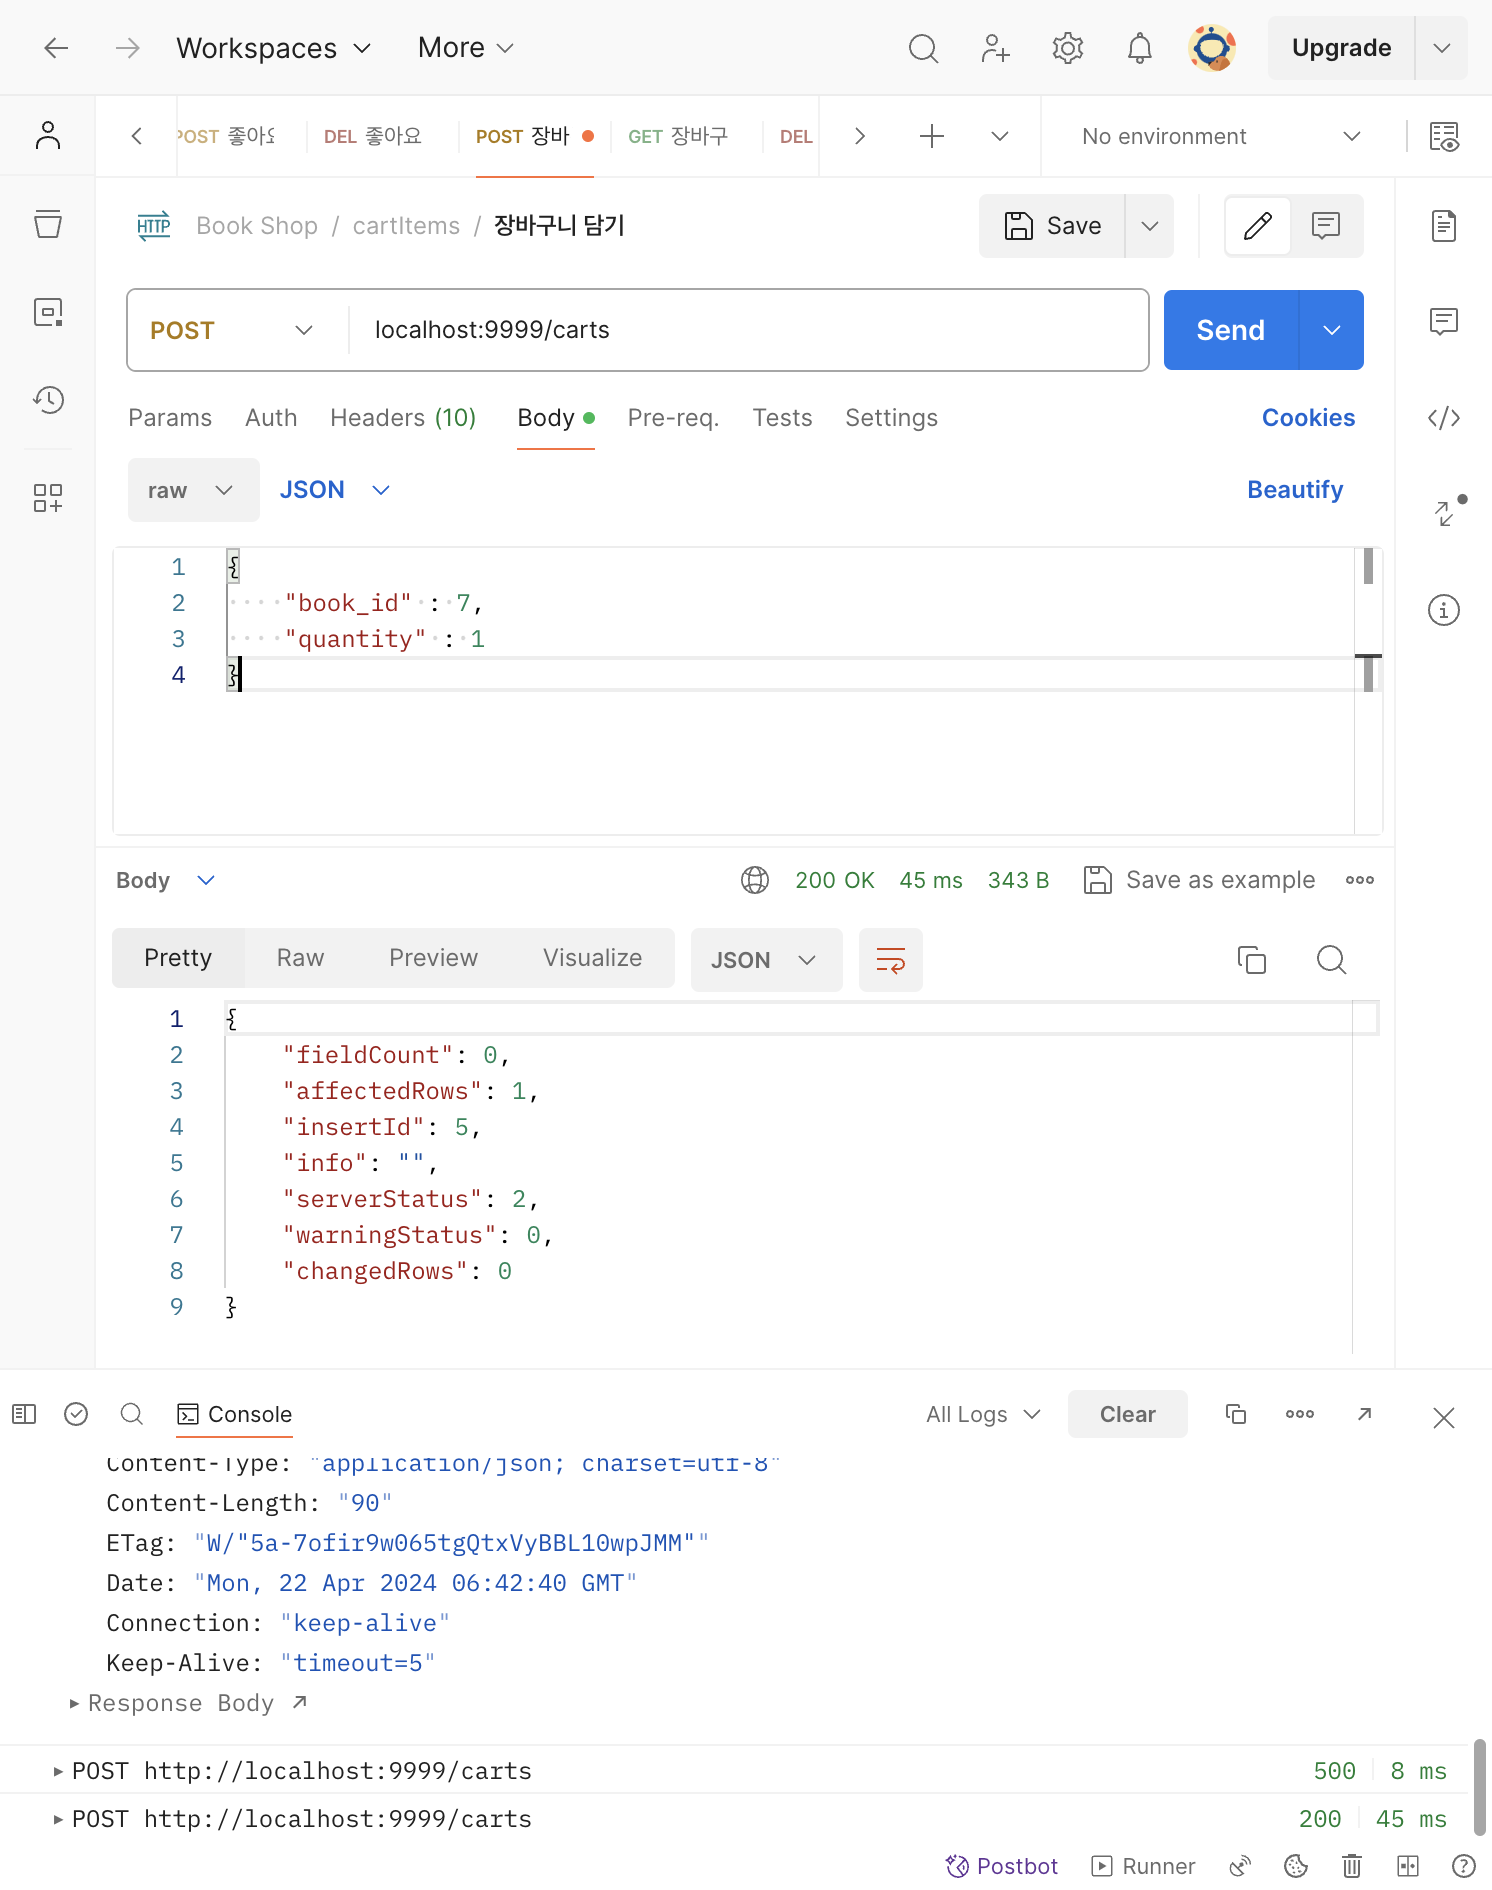 Workspaces More Upgrade
POST 좋아요 DEL 좋아요 POST 장바 GET 장바구 DEL No environment
HTTP Book Shop / cartItems / 장바구니 담기 Save
POST localhost:9999/carts Send
Params Auth Headers (10) Body Pre-req. Tests Settings Cookies
raw JSON Beautify
1 {
2 "book_id" : 7,
3 "quantity" : 1
4 }
Body 200 OK 45 ms 343 B Save as example
Pretty Raw Preview Visualize JSON
1 {
2 "fieldCount": 0,
3 "affectedRows": 1,
4 "insertId": 5,
5 "info": "",
6 "serverStatus": 2,
7 "warningStatus": 0,
8 "changedRows": 0
9 }
Console All Logs Clear
Content-Type: "application/json; charset=utf-8"
Content-Length: "90"
ETag: "W/"5a-7ofir9w065tgQtxVyBBL10wpJMM""
Date: "Mon, 22 Apr 2024 06:42:40 GMT"
Connection: "keep-alive"
Keep-Alive: "timeout=5"
Response Body
POST http://localhost:9999/carts 500 8 ms
POST http://localhost:9999/carts 200 45 ms
Postbot Runner